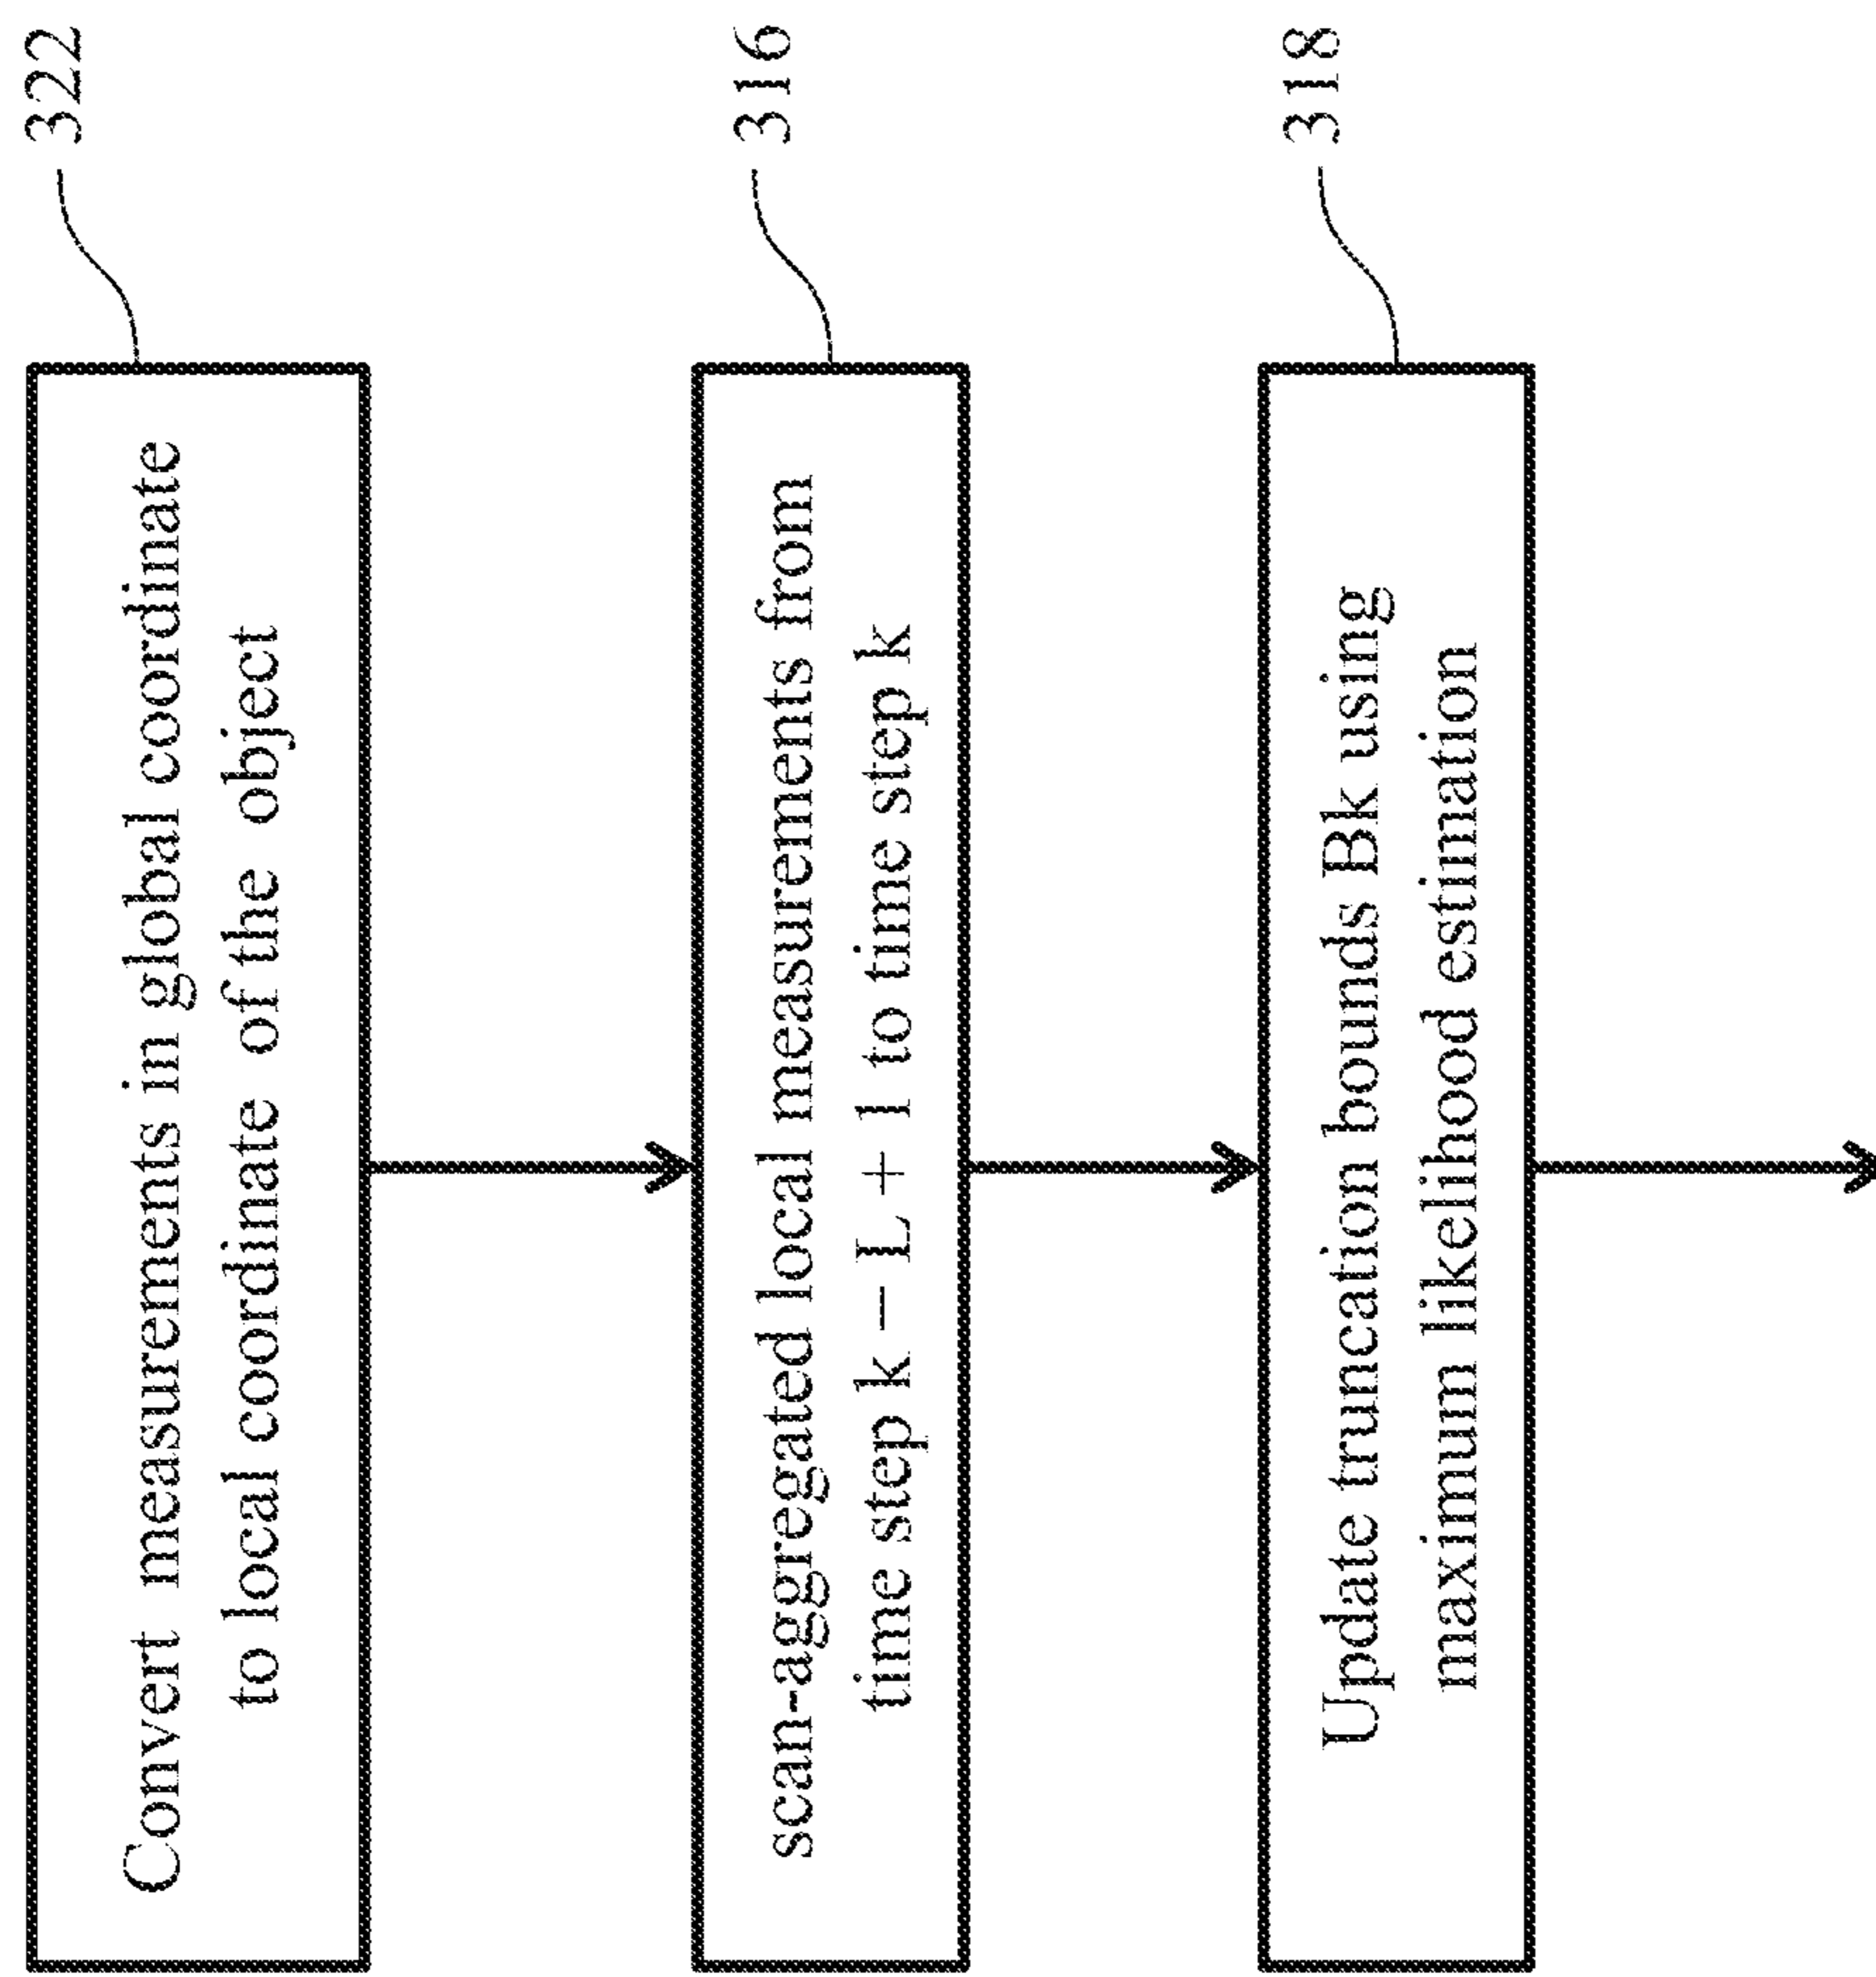 322
Convert measurements in global coordinate
to local coordinate of the object
316
scan-aggregated local measurements from
time step k − L + 1 to time step k
318
Update truncation bounds Bk using
maximum likelihood estimation